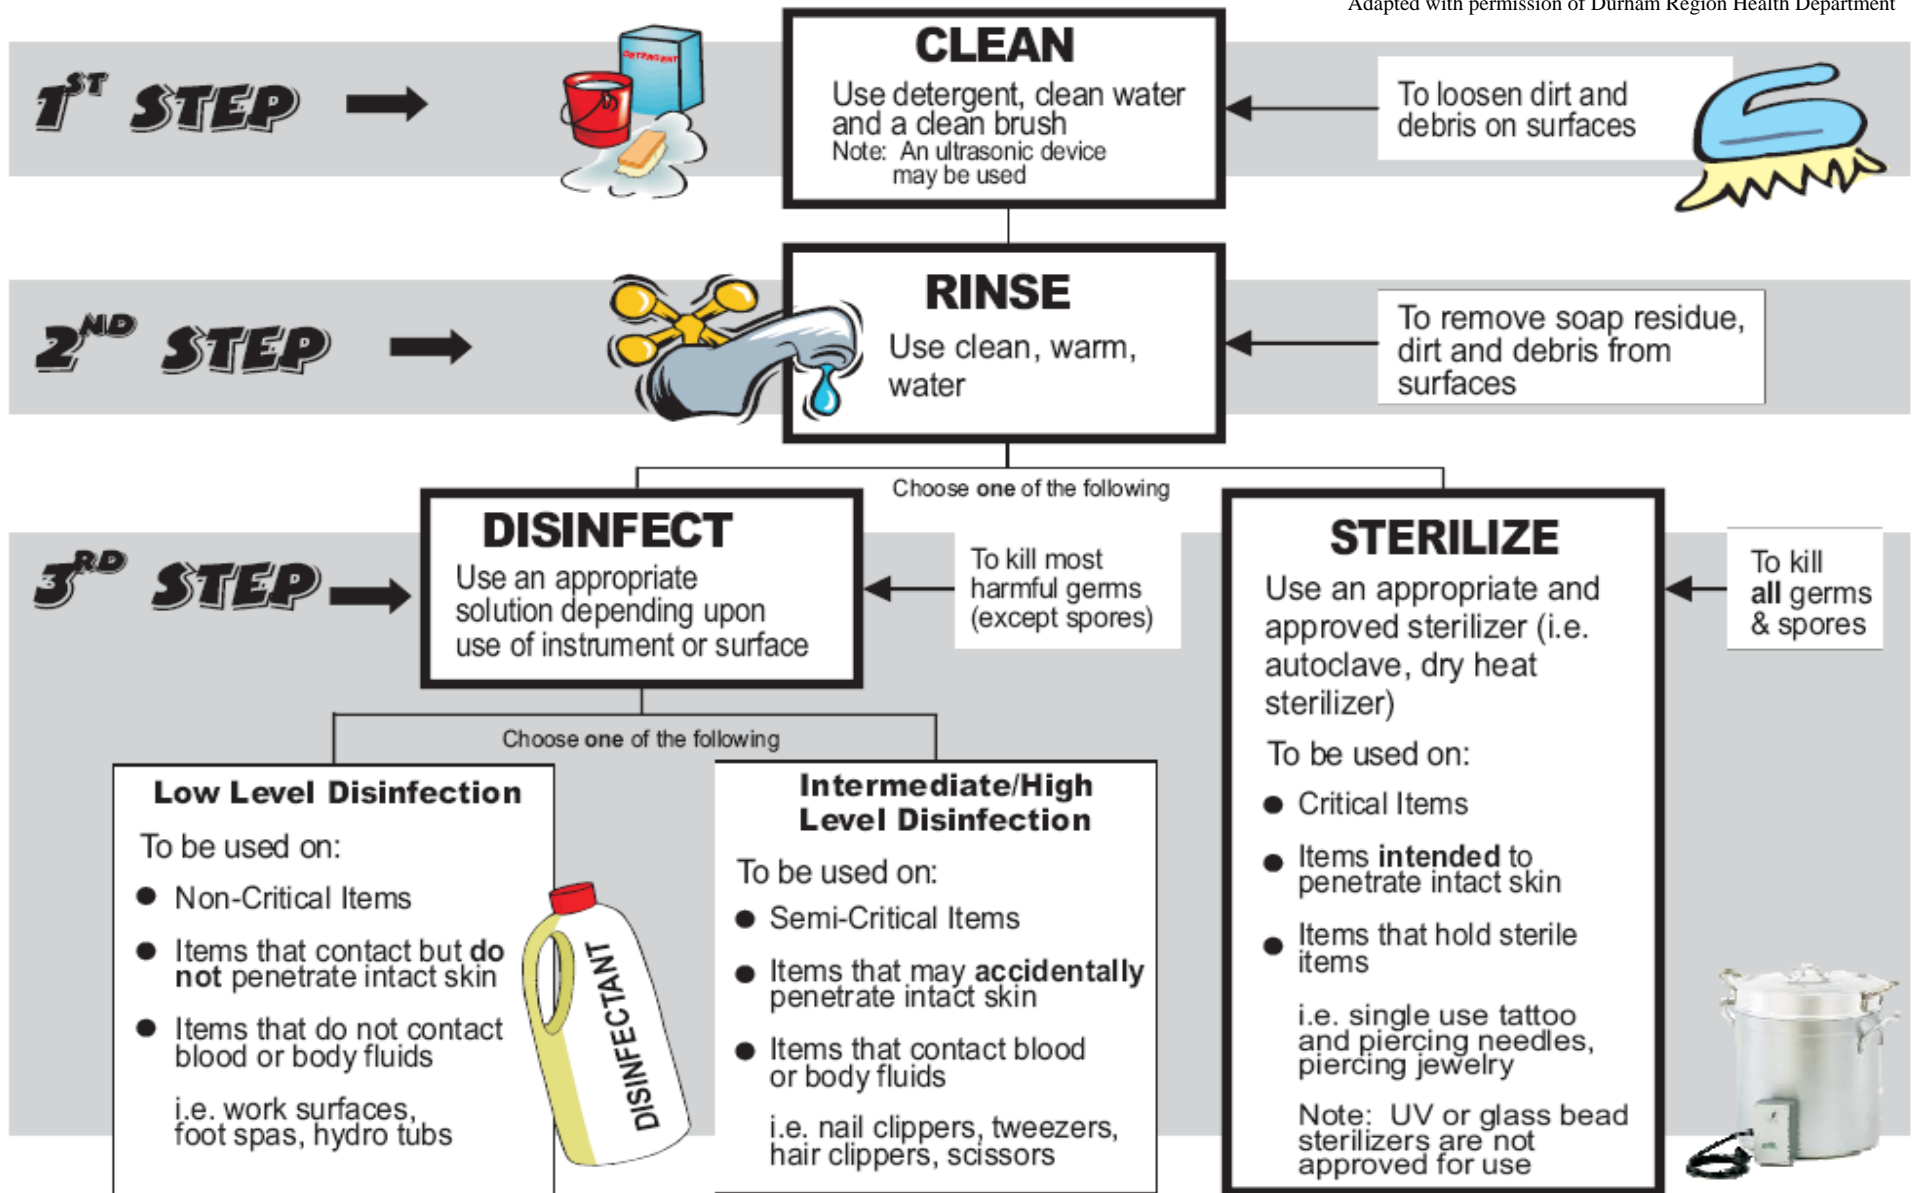 Adapted with permission of Durham Region Health Department
1ST STEP
DETERGENT
CLEAN
Use detergent, clean water
and a clean brush
Note: An ultrasonic device
may be used
To loosen dirt and
debris on surfaces
2ND STEP
RINSE
Use clean, warm,
water
To remove soap residue,
dirt and debris from
surfaces
Choose one of the following
3RD STEP
DISINFECT
Use an appropriate
solution depending upon
use of instrument or surface
To kill most
harmful germs
(except spores)
STERILIZE
Use an appropriate and
approved sterilizer (i.e.
autoclave, dry heat
sterilizer)
To be used on:
● Critical Items
● Items intended to
penetrate intact skin
● Items that hold sterile
items
i.e. single use tattoo
and piercing needles,
piercing jewelry
Note: UV or glass bead
sterilizers are not
approved for use
To kill
all germs
& spores
Choose one of the following
Low Level Disinfection
To be used on:
● Non-Critical Items
● Items that contact but do
not penetrate intact skin
● Items that do not contact
blood or body fluids
i.e. work surfaces,
foot spas, hydro tubs
DISINFECTANT
Intermediate/High
Level Disinfection
To be used on:
● Semi-Critical Items
● Items that may accidentally
penetrate intact skin
● Items that contact blood
or body fluids
i.e. nail clippers, tweezers,
hair clippers, scissors